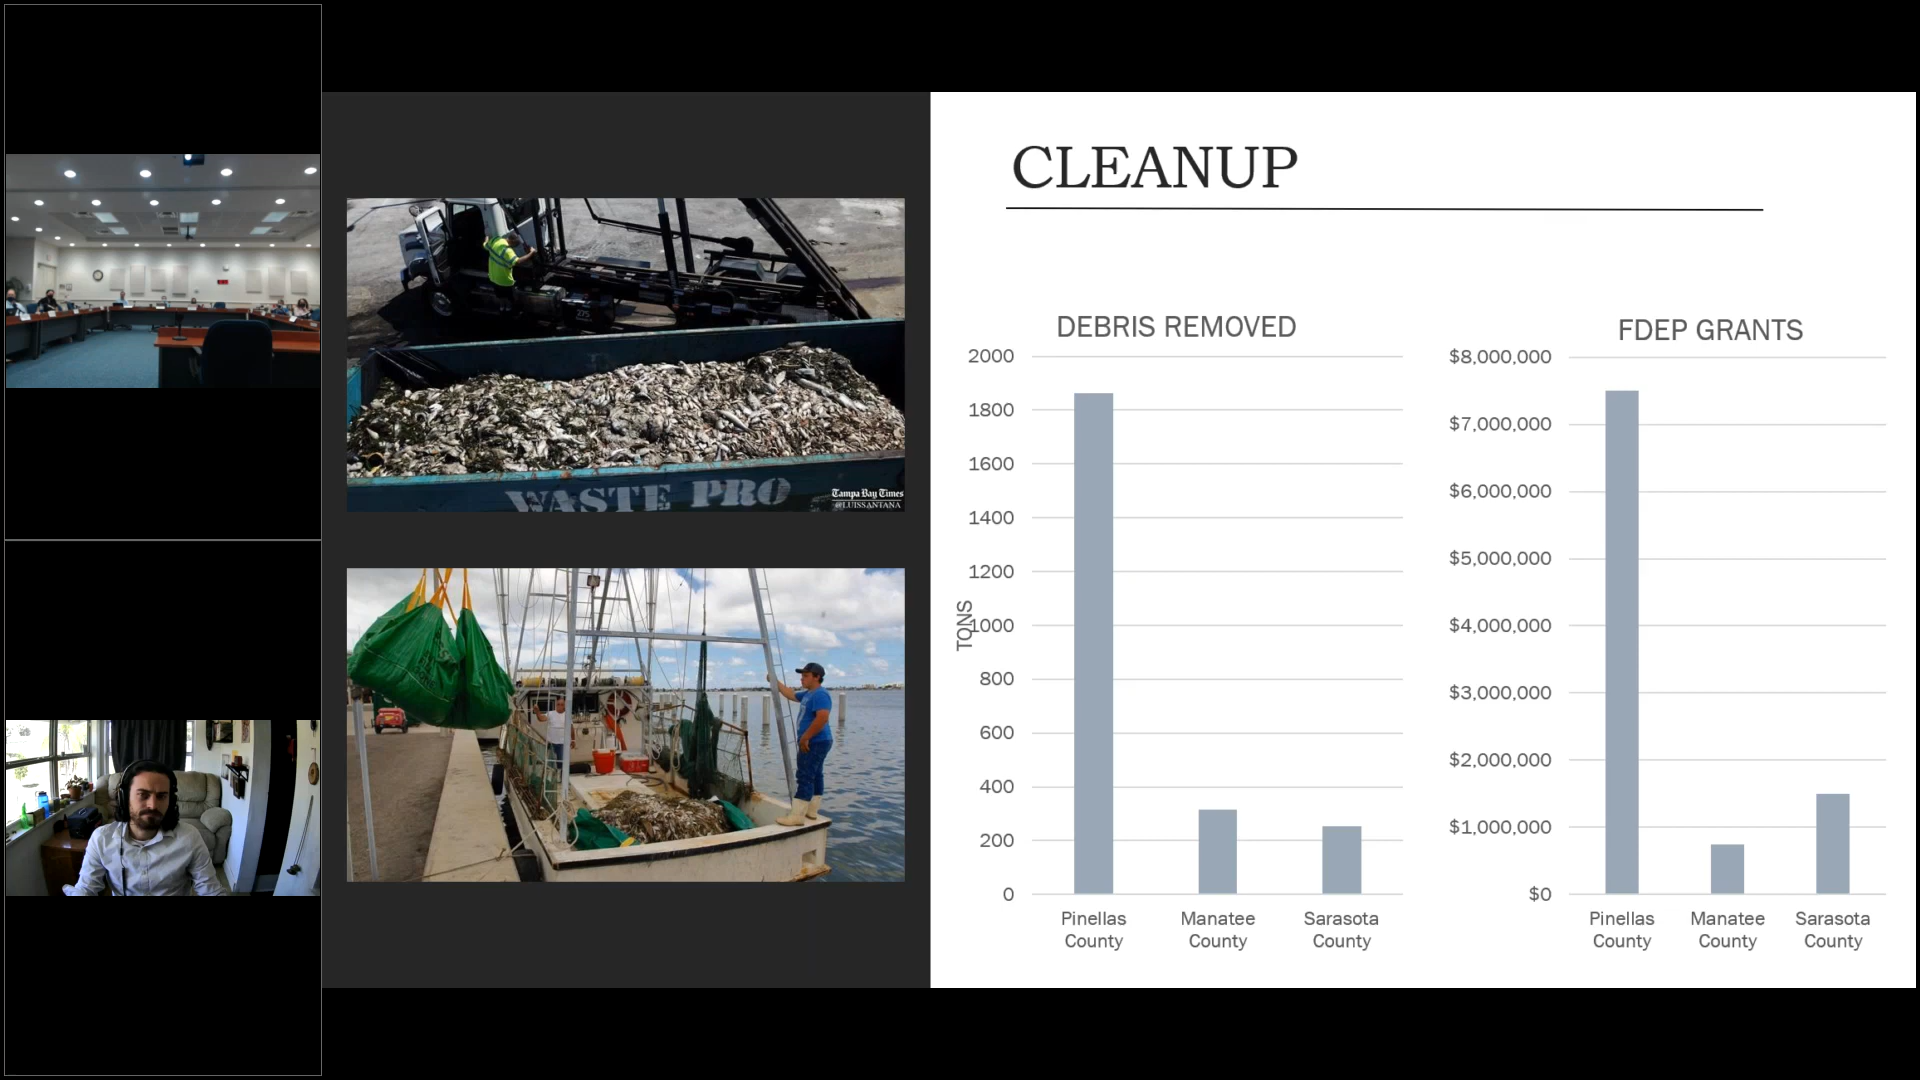 CLEANUP
WASTE PRO
Tampa Bay Times
@LUISSANTANA
DEBRIS REMOVED
TONS
2000
1800
1600
1400
1200
1000
800
600
400
200
0
Pinellas County
Manatee County
Sarasota County
FDEP GRANTS
$8,000,000
$7,000,000
$6,000,000
$5,000,000
$4,000,000
$3,000,000
$2,000,000
$1,000,000
$0
Pinellas County
Manatee County
Sarasota County